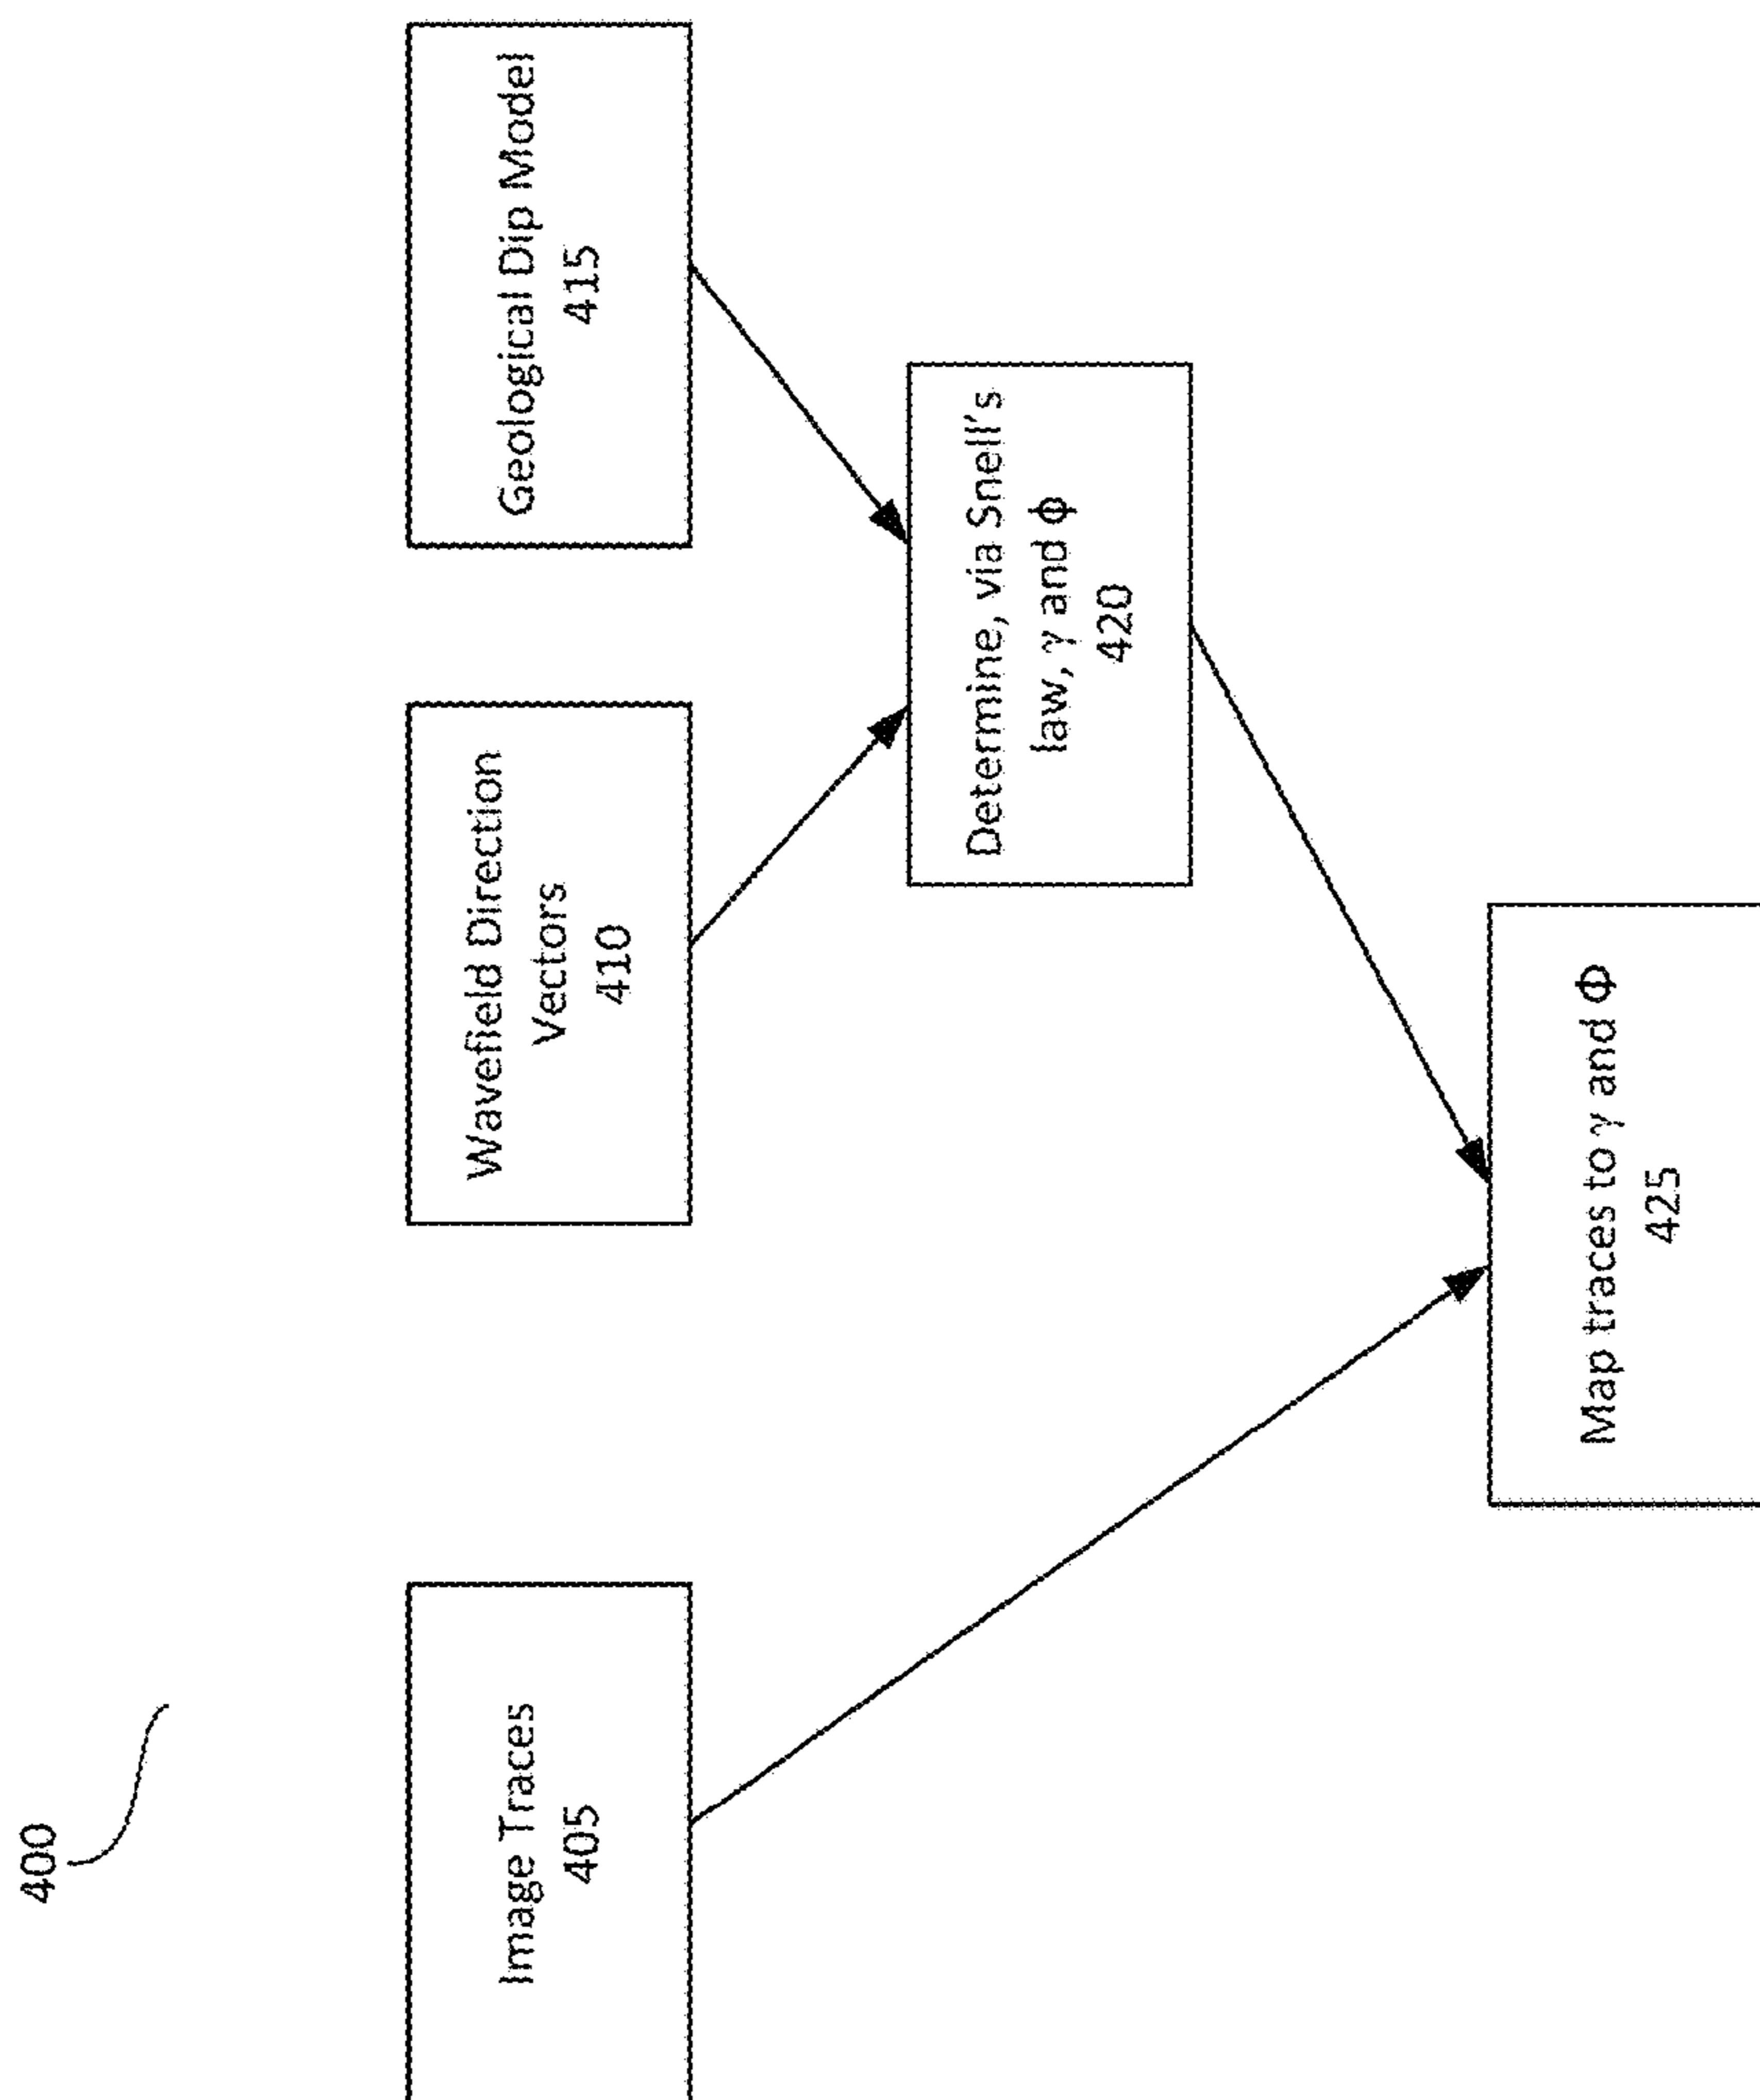 400
Image Traces
405
Wavefield Direction
Vectors
410
Geological Dip Model
415
Determine, via Snell's
law, γ and ϕ
420
Map traces to γ and Φ
425